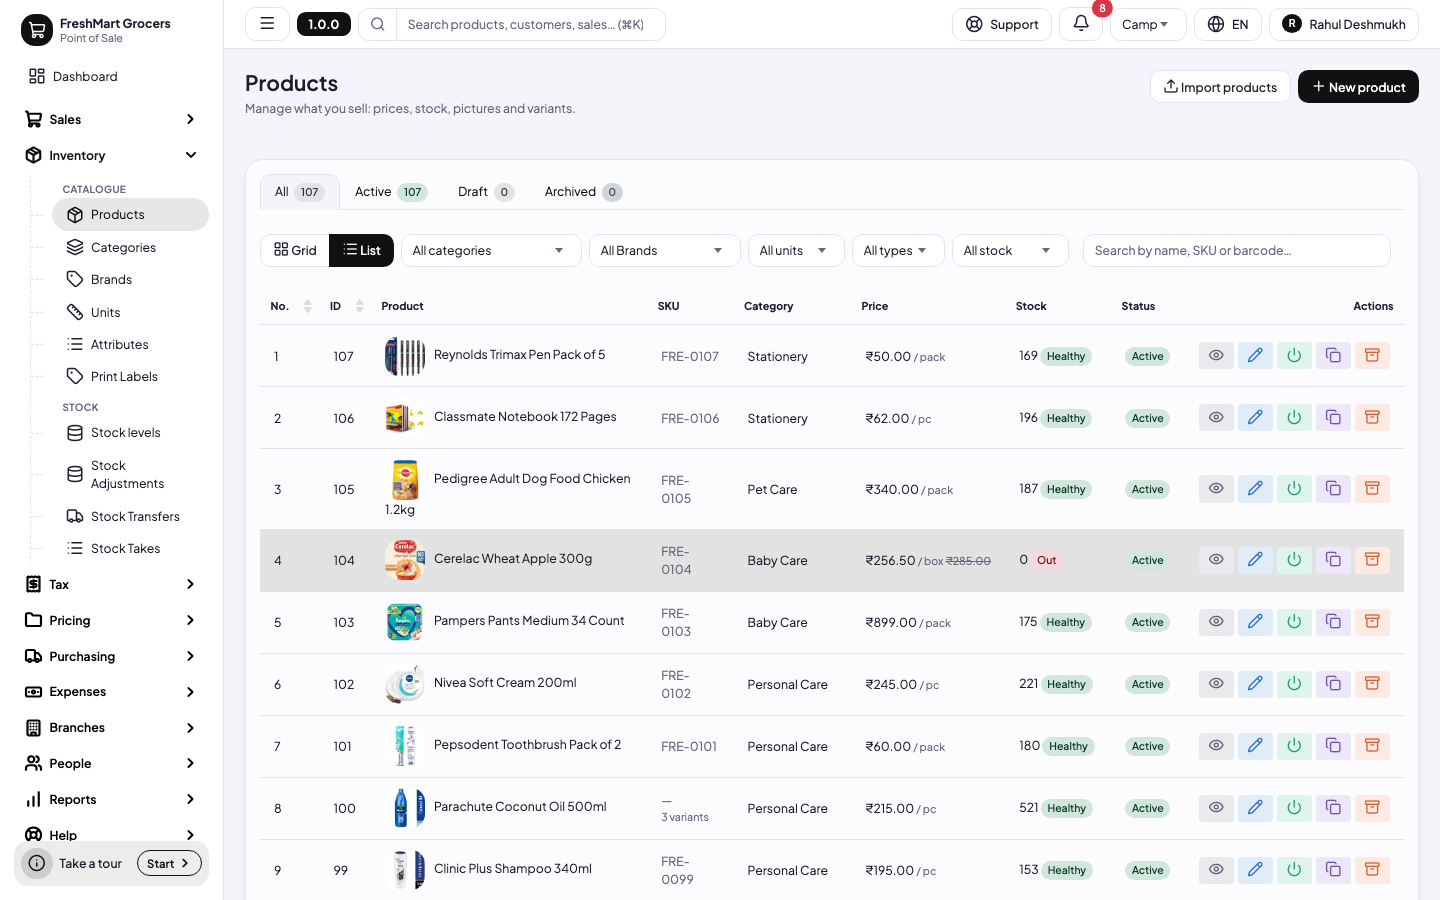 FreshMart Grocers
Point of Sale
1.0.0
Search products, customers, sales... (⌘K)
Support
8
Camp
EN
R
Rahul Deshmukh
Dashboard
Sales
Inventory
CATALOGUE
Products
Categories
Brands
Units
Attributes
Print Labels
STOCK
Stock levels
Stock
Adjustments
Stock Transfers
Stock Takes
Tax
Pricing
Purchasing
Expenses
Branches
People
Reports
Help
Take a tour
Start
Products
Manage what you sell: prices, stock, pictures and variants.
Import products
New product
All 107
Active 107
Draft 0
Archived 0
Grid
List
All categories
All Brands
All units
All types
All stock
Search by name, SKU or barcode...
No. ID Product SKU Category Price Stock Status Actions
1 107 Reynolds Trimax Pen Pack of 5 FRE-0107 Stationery ₹50.00 / pack 169 Healthy Active
2 106 Classmate Notebook 172 Pages FRE-0106 Stationery ₹62.00 / pc 196 Healthy Active
3 105 Pedigree Adult Dog Food Chicken FRE- Pet Care ₹340.00 / pack 187 Healthy Active
1.2kg 0105
4 104 Cerelac Wheat Apple 300g FRE- Baby Care ₹256.50 / box ₹285.00 0 Out Active
0104
5 103 Pampers Pants Medium 34 Count FRE- Baby Care ₹899.00 / pack 175 Healthy Active
0103
6 102 Nivea Soft Cream 200ml FRE- Personal Care ₹245.00 / pc 221 Healthy Active
0102
7 101 Pepsodent Toothbrush Pack of 2 FRE-0101 Personal Care ₹60.00 / pack 180 Healthy Active
8 100 Parachute Coconut Oil 500ml — Personal Care ₹215.00 / pc 521 Healthy Active
3 variants
9 99 Clinic Plus Shampoo 340ml FRE- Personal Care ₹195.00 / pc 153 Healthy Active
0099